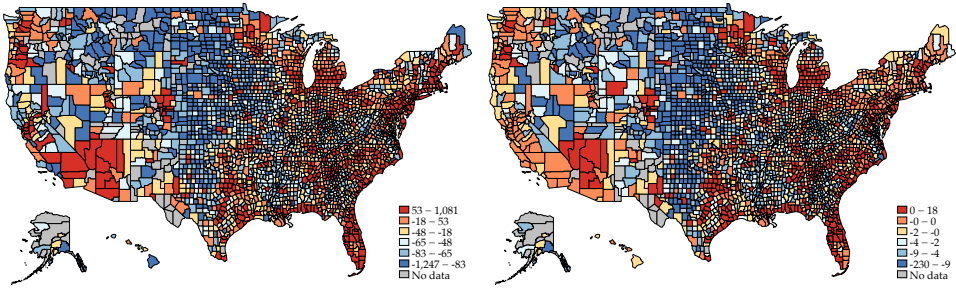 53 – 1,081
-18 – 53
-48 – -18
-65 – -48
-83 – -65
-1,247 – -83
No data
0 – 18
-0 – 0
-2 – -0
-4 – -2
-9 – -4
-230 – -9
No data